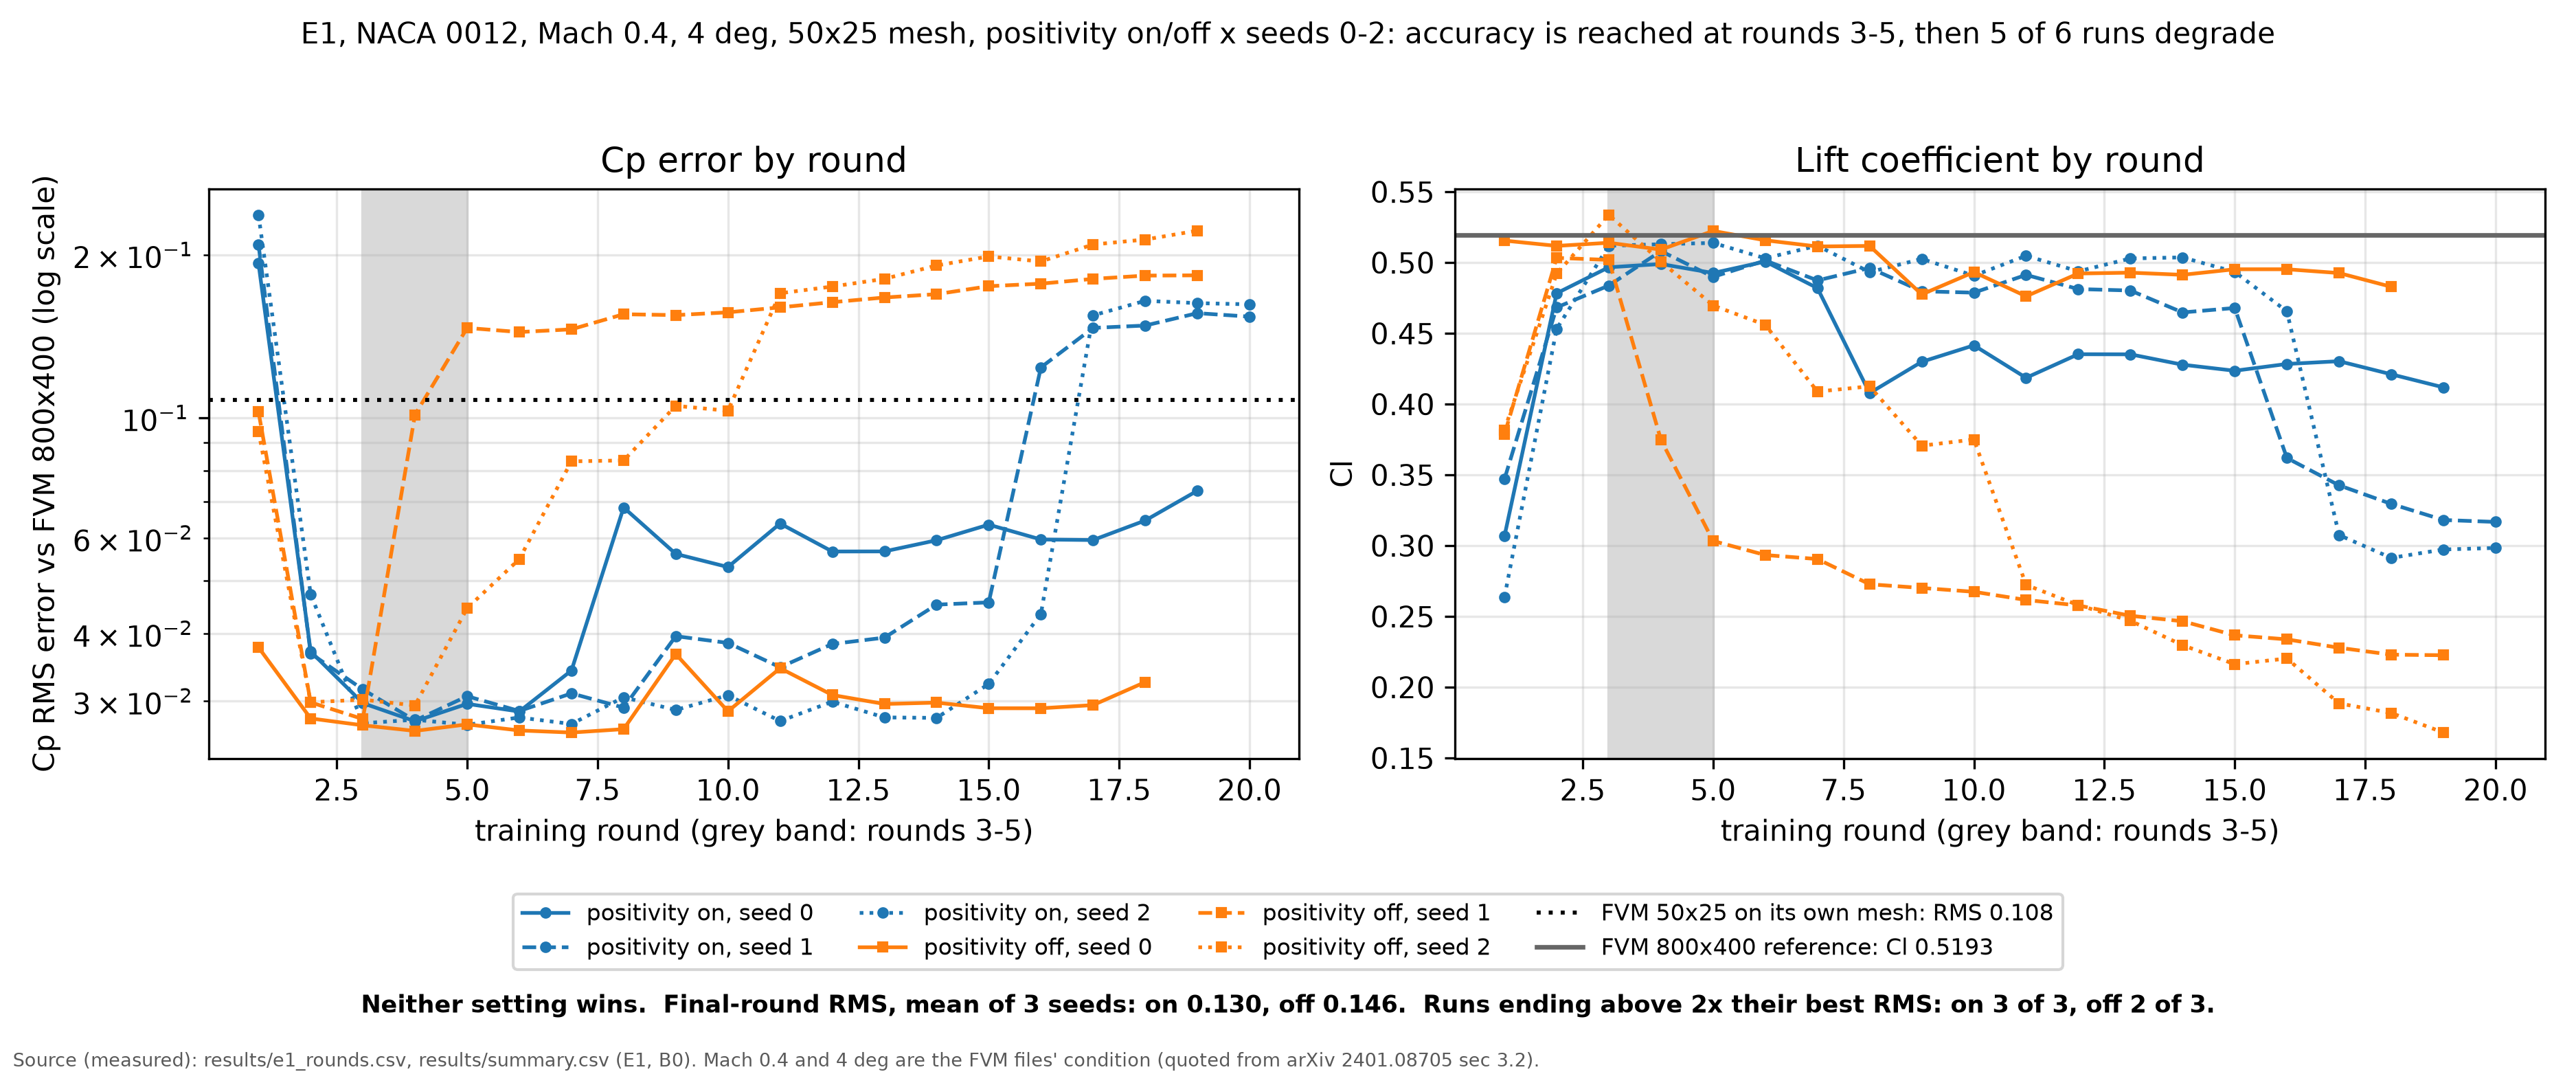 E1, NACA 0012, Mach 0.4, 4 deg, 50x25 mesh, positivity on/off x seeds 0-2: accuracy is reached at rounds 3-5, then 5 of 6 runs degrade
Cp error by round
Cp RMS error vs FVM 800x400 (log scale)
2 × 10⁻¹
10⁻¹
6 × 10⁻²
4 × 10⁻²
3 × 10⁻²
2.5 5.0 7.5 10.0 12.5 15.0 17.5 20.0
training round (grey band: rounds 3-5)
Lift coefficient by round
Cl
0.55
0.50
0.45
0.40
0.35
0.30
0.25
0.20
0.15
2.5 5.0 7.5 10.0 12.5 15.0 17.5 20.0
training round (grey band: rounds 3-5)
positivity on, seed 0
positivity on, seed 1
positivity on, seed 2
positivity off, seed 0
positivity off, seed 1
positivity off, seed 2
FVM 50x25 on its own mesh: RMS 0.108
FVM 800x400 reference: Cl 0.5193
Neither setting wins.  Final-round RMS, mean of 3 seeds: on 0.130, off 0.146.  Runs ending above 2x their best RMS: on 3 of 3, off 2 of 3.
Source (measured): results/e1_rounds.csv, results/summary.csv (E1, B0). Mach 0.4 and 4 deg are the FVM files' condition (quoted from arXiv 2401.08705 sec 3.2).